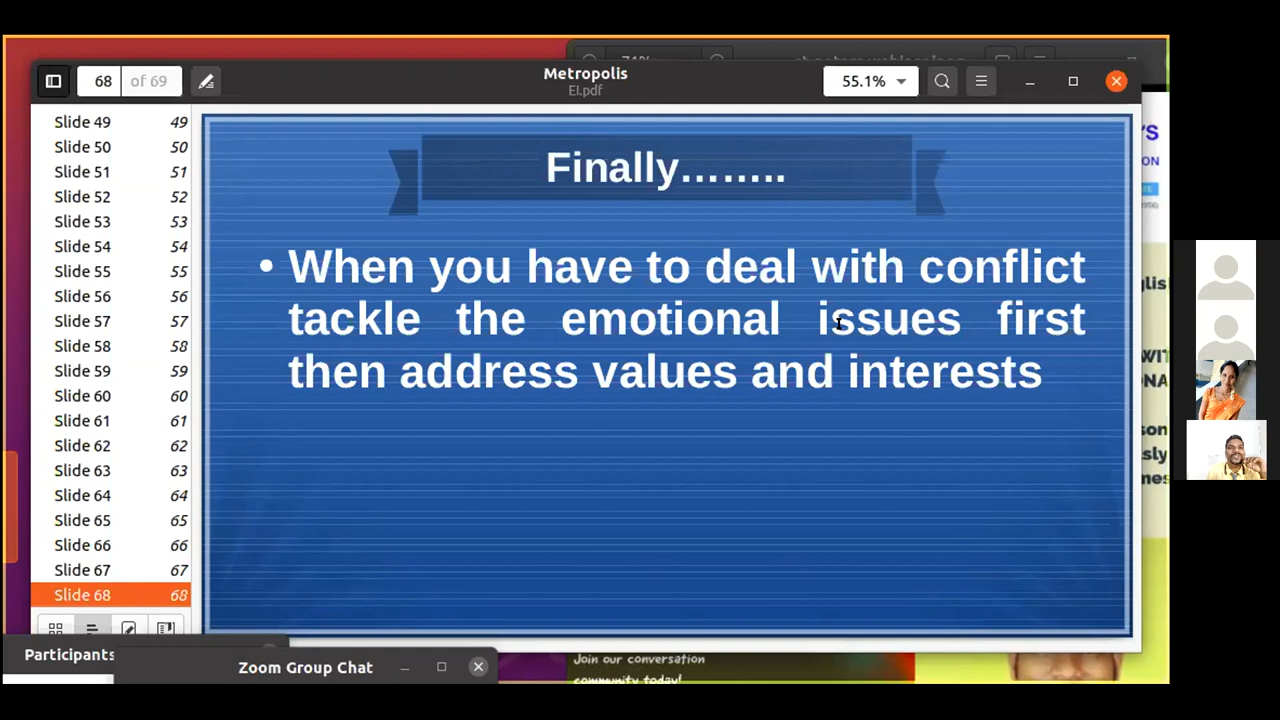 71%
68 of 69
Metropolis
EI.pdf
55.1%
Slide 49 49
Slide 50 50
Slide 51 51
Slide 52 52
Slide 53 53
Slide 54 54
Slide 55 55
Slide 56 56
Slide 57 57
Slide 58 58
Slide 59 59
Slide 60 60
Slide 61 61
Slide 62 62
Slide 63 63
Slide 64 64
Slide 65 65
Slide 66 66
Slide 67 67
Slide 68 68
Finally……..
• When you have to deal with conflict
tackle the emotional issues first
then address values and interests
Participants
Zoom Group Chat
Join our conversation
community today!